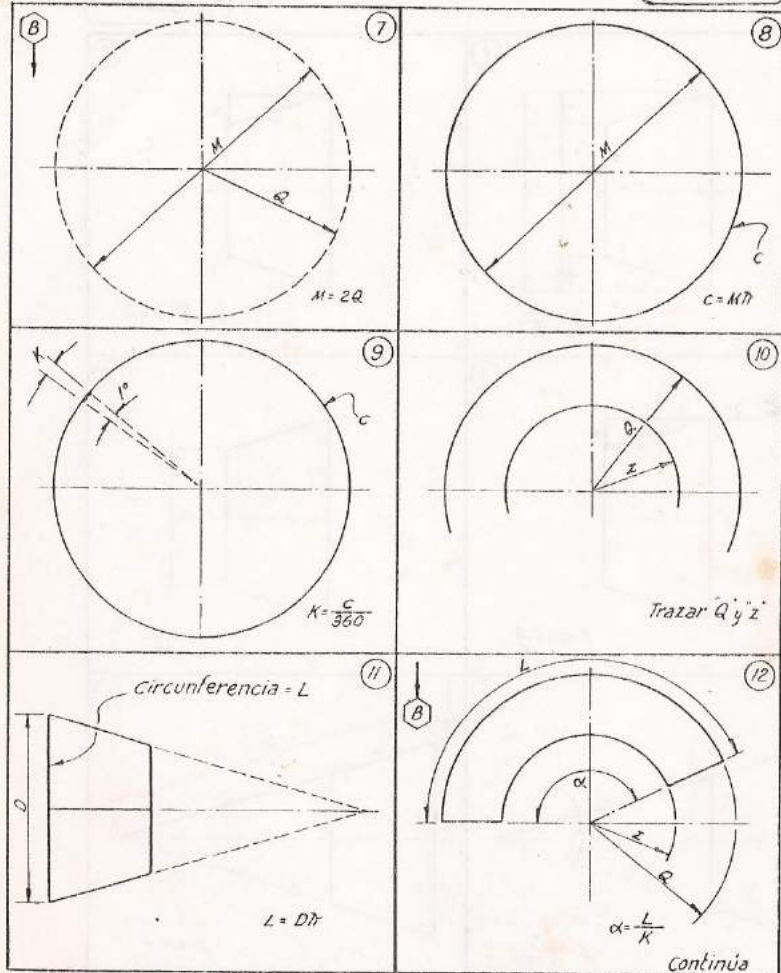 B
7
M
Q
M = 2Q
8
M
C
C = Mπ
9
K
1°
C
K = C/360
10
Q
z
Trazar "Q" y "z"
11
Circunferencia = L
D
L = Dπ
12
B
L
α
z
Q
α = L/K
Continúa